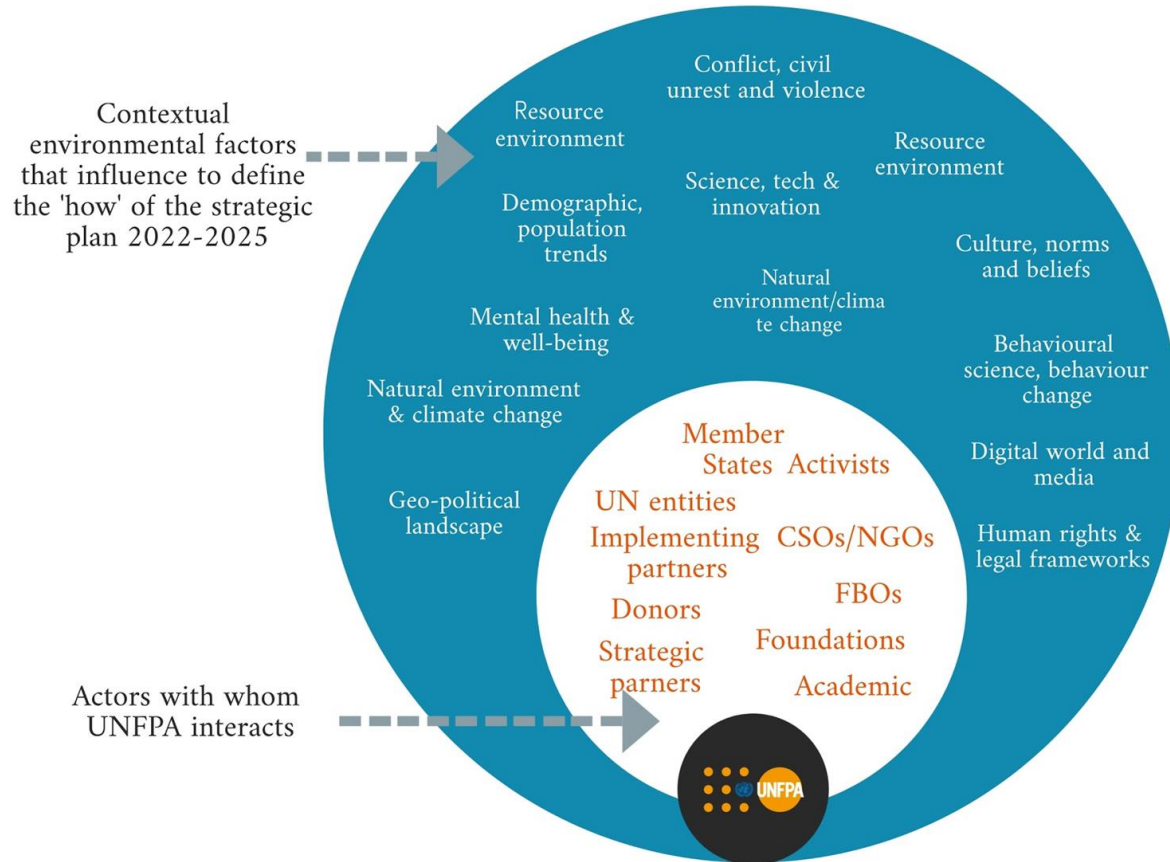 Contextual
environmental factors
that influence to define
the 'how' of the strategic
plan 2022-2025
Conflict, civil
unrest and violence
Resource
environment
Resource
environment
Science, tech &
innovation
Demographic,
population
trends
Culture, norms
and beliefs
Natural
environment/clima
te change
Mental health &
well-being
Behavioural
science, behaviour
change
Natural environment
& climate change
Digital world and
media
Geo-political
landscape
Human rights &
legal frameworks
Member
States Activists
UN entities
Implementing
partners
CSOs/NGOs
FBOs
Donors
Foundations
Strategic
parners
Academic
Actors with whom
UNFPA interacts
UNFPA